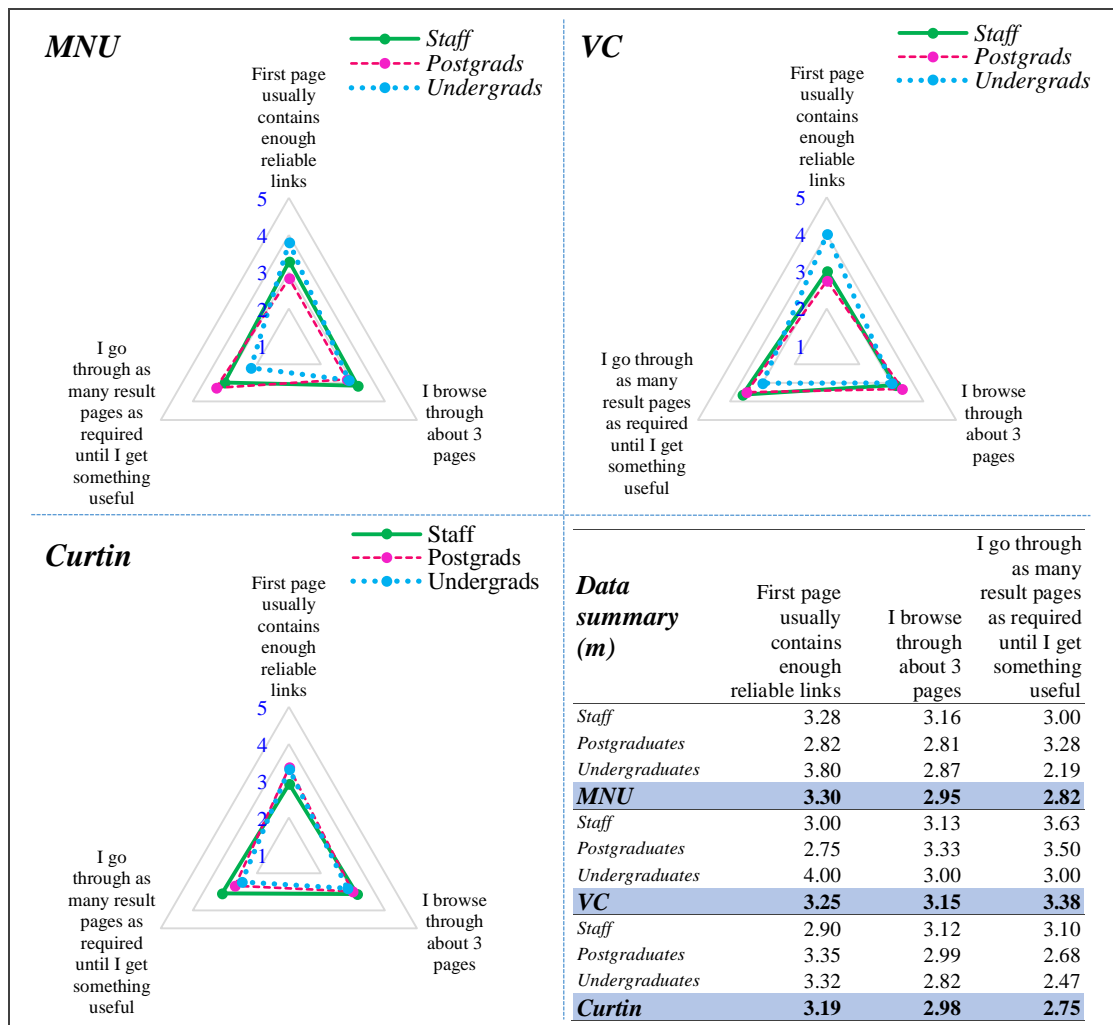 MNU
Staff
Postgrads
Undergrads
First page
usually
contains
enough
reliable
links
5
4
3
2
1
I go
through as
many result
pages as
required
until I get
something
useful
I browse
through
about 3
pages
VC
Staff
Postgrads
Undergrads
First page
usually
contains
enough
reliable
links
5
4
3
2
1
I go through
as many
result pages
as required
until I get
something
useful
I browse
through
about 3
pages
Curtin
Staff
Postgrads
Undergrads
First page
usually
contains
enough
reliable
links
5
4
3
2
1
I go
through as
many result
pages as
required
until I get
something
useful
I browse
through
about 3
pages
Data
summary
(m)
First page
usually
contains
enough
reliable links
I browse
through
about 3
pages
I go through
as many
result pages
as required
until I get
something
useful
Staff 3.28 3.16 3.00
Postgraduates 2.82 2.81 3.28
Undergraduates 3.80 2.87 2.19
MNU 3.30 2.95 2.82
Staff 3.00 3.13 3.63
Postgraduates 2.75 3.33 3.50
Undergraduates 4.00 3.00 3.00
VC 3.25 3.15 3.38
Staff 2.90 3.12 3.10
Postgraduates 3.35 2.99 2.68
Undergraduates 3.32 2.82 2.47
Curtin 3.19 2.98 2.75